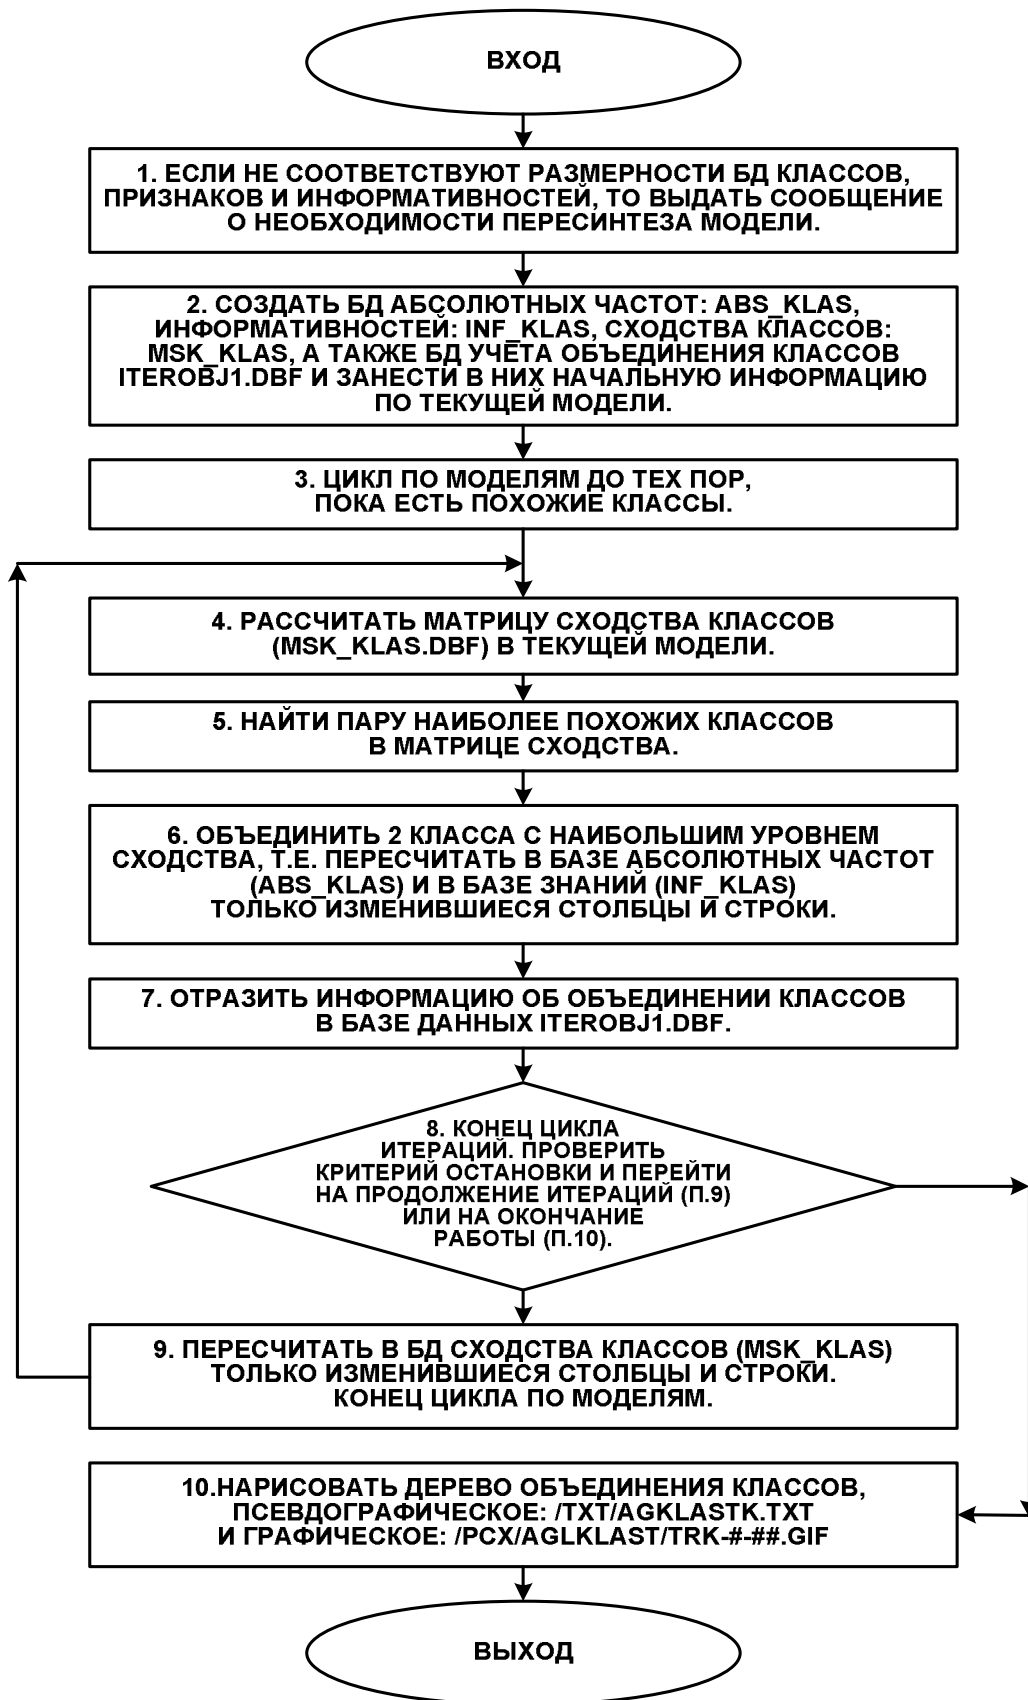 ВХОД
1. ЕСЛИ НЕ СООТВЕТСТВУЮТ РАЗМЕРНОСТИ БД КЛАССОВ,
ПРИЗНАКОВ И ИНФОРМАТИВНОСТЕЙ, ТО ВЫДАТЬ СООБЩЕНИЕ
О НЕОБХОДИМОСТИ ПЕРЕСИНТЕЗА МОДЕЛИ.
2. СОЗДАТЬ БД АБСОЛЮТНЫХ ЧАСТОТ: ABS_KLAS,
ИНФОРМАТИВНОСТЕЙ: INF_KLAS, СХОДСТВА КЛАССОВ:
MSK_KLAS, А ТАКЖЕ БД УЧЕТА ОБЪЕДИНЕНИЯ КЛАССОВ
ITEROBJ1.DBF И ЗАНЕСТИ В НИХ НАЧАЛЬНУЮ ИНФОРМАЦИЮ
ПО ТЕКУЩЕЙ МОДЕЛИ.
3. ЦИКЛ ПО МОДЕЛЯМ ДО ТЕХ ПОР,
ПОКА ЕСТЬ ПОХОЖИЕ КЛАССЫ.
4. РАССЧИТАТЬ МАТРИЦУ СХОДСТВА КЛАССОВ
(MSK_KLAS.DBF) В ТЕКУЩЕЙ МОДЕЛИ.
5. НАЙТИ ПАРУ НАИБОЛЕЕ ПОХОЖИХ КЛАССОВ
В МАТРИЦЕ СХОДСТВА.
6. ОБЪЕДИНИТЬ 2 КЛАССА С НАИБОЛЬШИМ УРОВНЕМ
СХОДСТВА, Т.Е. ПЕРЕСЧИТАТЬ В БАЗЕ АБСОЛЮТНЫХ ЧАСТОТ
(ABS_KLAS) И В БАЗЕ ЗНАНИЙ (INF_KLAS)
ТОЛЬКО ИЗМЕНИВШИЕСЯ СТОЛБЦЫ И СТРОКИ.
7. ОТРАЗИТЬ ИНФОРМАЦИЮ ОБ ОБЪЕДИНЕНИИ КЛАССОВ
В БАЗЕ ДАННЫХ ITEROBJ1.DBF.
8. КОНЕЦ ЦИКЛА
ИТЕРАЦИЙ. ПРОВЕРИТЬ
КРИТЕРИЙ ОСТАНОВКИ И ПЕРЕЙТИ
НА ПРОДОЛЖЕНИЕ ИТЕРАЦИЙ (П.9)
ИЛИ НА ОКОНЧАНИЕ
РАБОТЫ (П.10).
9. ПЕРЕСЧИТАТЬ В БД СХОДСТВА КЛАССОВ (MSK_KLAS)
ТОЛЬКО ИЗМЕНИВШИЕСЯ СТОЛБЦЫ И СТРОКИ.
КОНЕЦ ЦИКЛА ПО МОДЕЛЯМ.
10.НАРИСОВАТЬ ДЕРЕВО ОБЪЕДИНЕНИЯ КЛАССОВ,
ПСЕВДОГРАФИЧЕСКОЕ: /TXT/AGKLASTK.TXT
И ГРАФИЧЕСКОЕ: /PCX/AGLKLAST/TRK-#-##.GIF
ВЫХОД